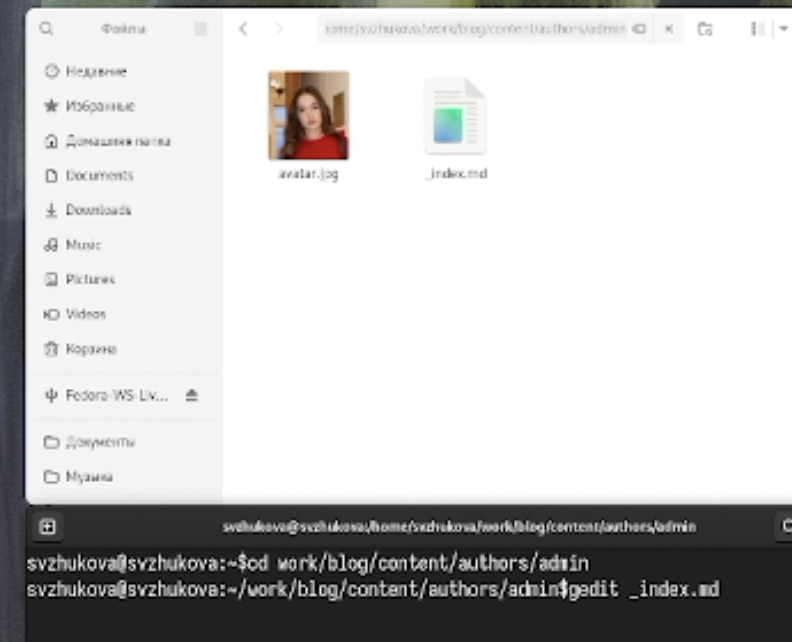 Файлы
ome/svzhukova/work/blog/content/authors/admin
Недавние
Избранные
Домашняя папка
Documents
Downloads
Music
Pictures
Videos
Корзина
Fedora-WS-Liv...
Документы
Музыка
avatar.jpg
_index.md
svzhukova@svzhukova:/home/svzhukova/work/blog/content/authors/admin
svzhukova@svzhukova:~$cd work/blog/content/authors/admin
svzhukova@svzhukova:~/work/blog/content/authors/admin$gedit _index.md